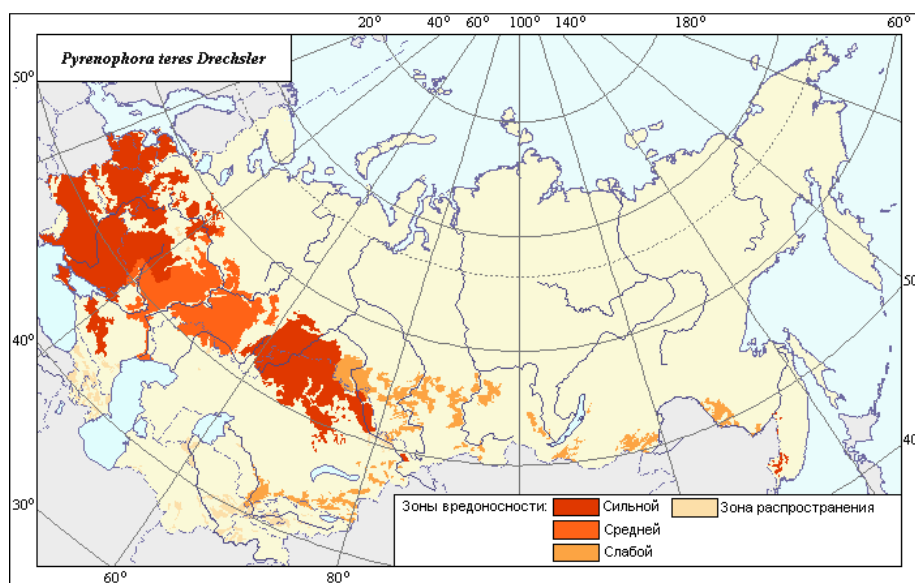 20° 40° 60° 100° 140° 180° 60°
Pyrenophora teres Drechsler
50°
50
40°
40
30°
Зоны вредоносности: Сильной Зона распространения
Средней
Слабой
60° 80°